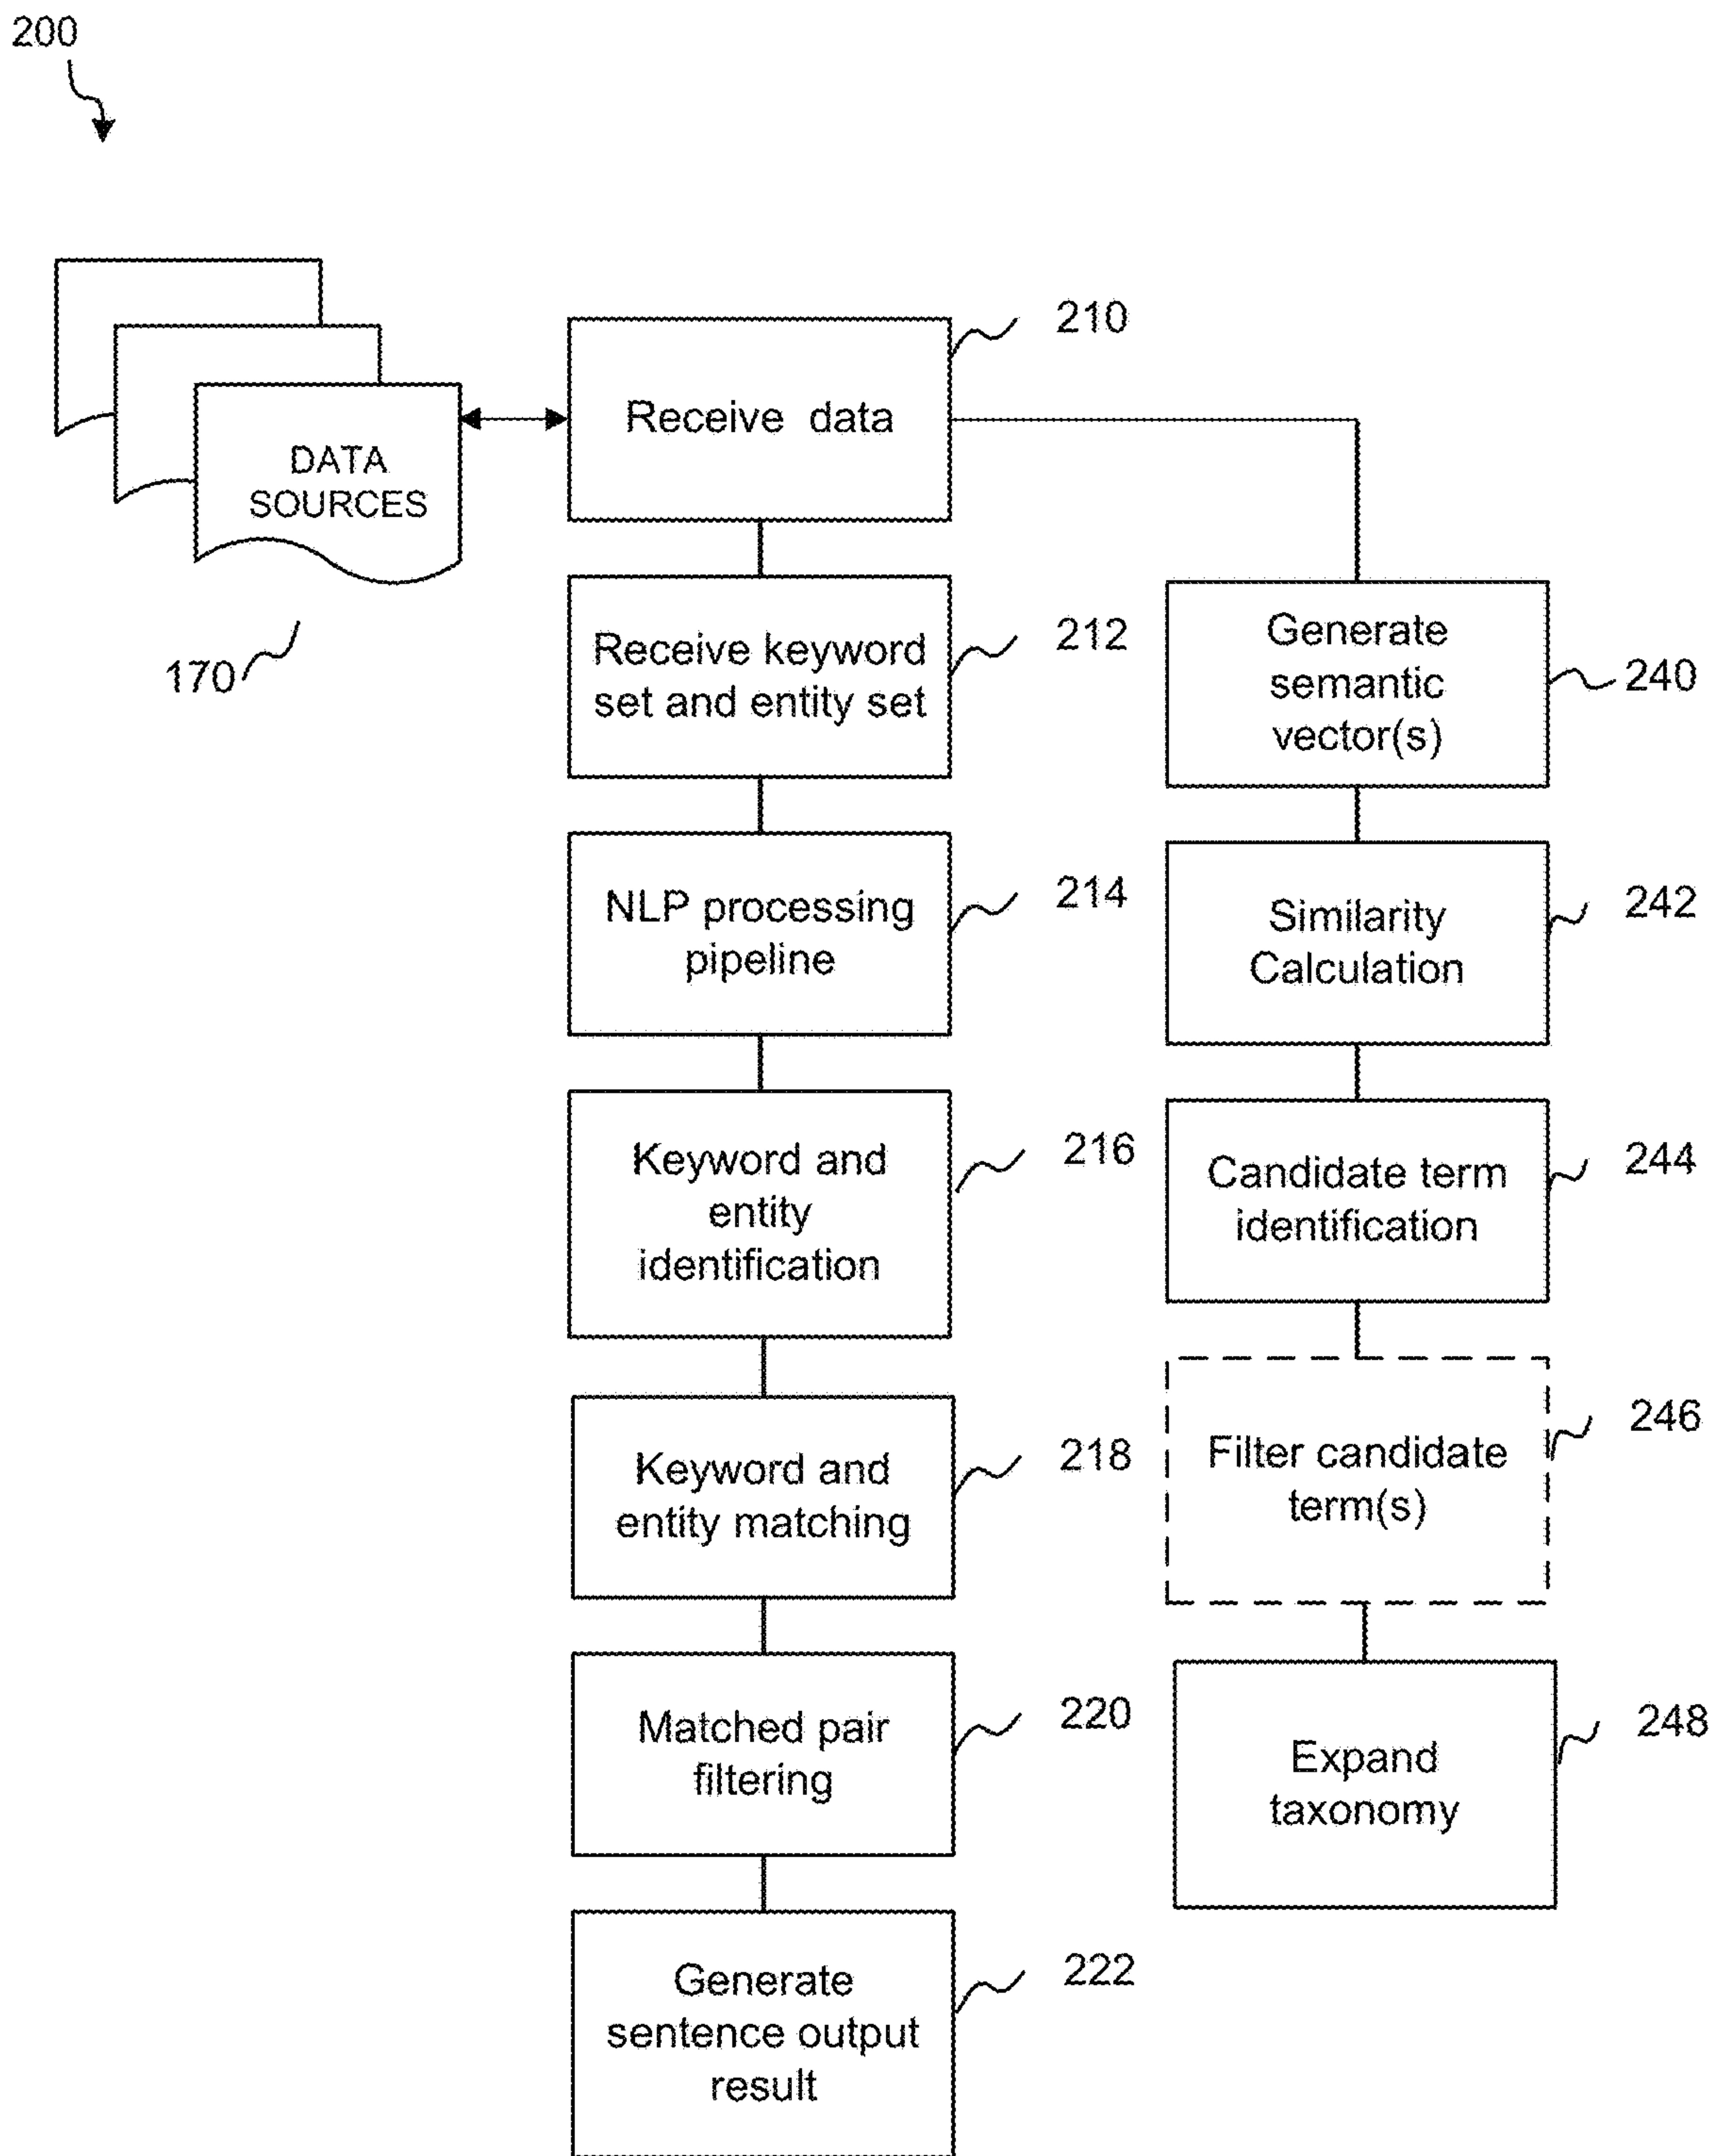 200
210
Receive data
DATA
SOURCES
170
Receive keyword
set and entity set
212
Generate
semantic
vector(s)
240
NLP processing
pipeline
214
Similarity
Calculation
242
Keyword and
entity
identification
216
Candidate term
identification
244
Keyword and
entity matching
218
Filter candidate
term(s)
246
Matched pair
filtering
220
Expand
taxonomy
248
Generate
sentence output
result
222